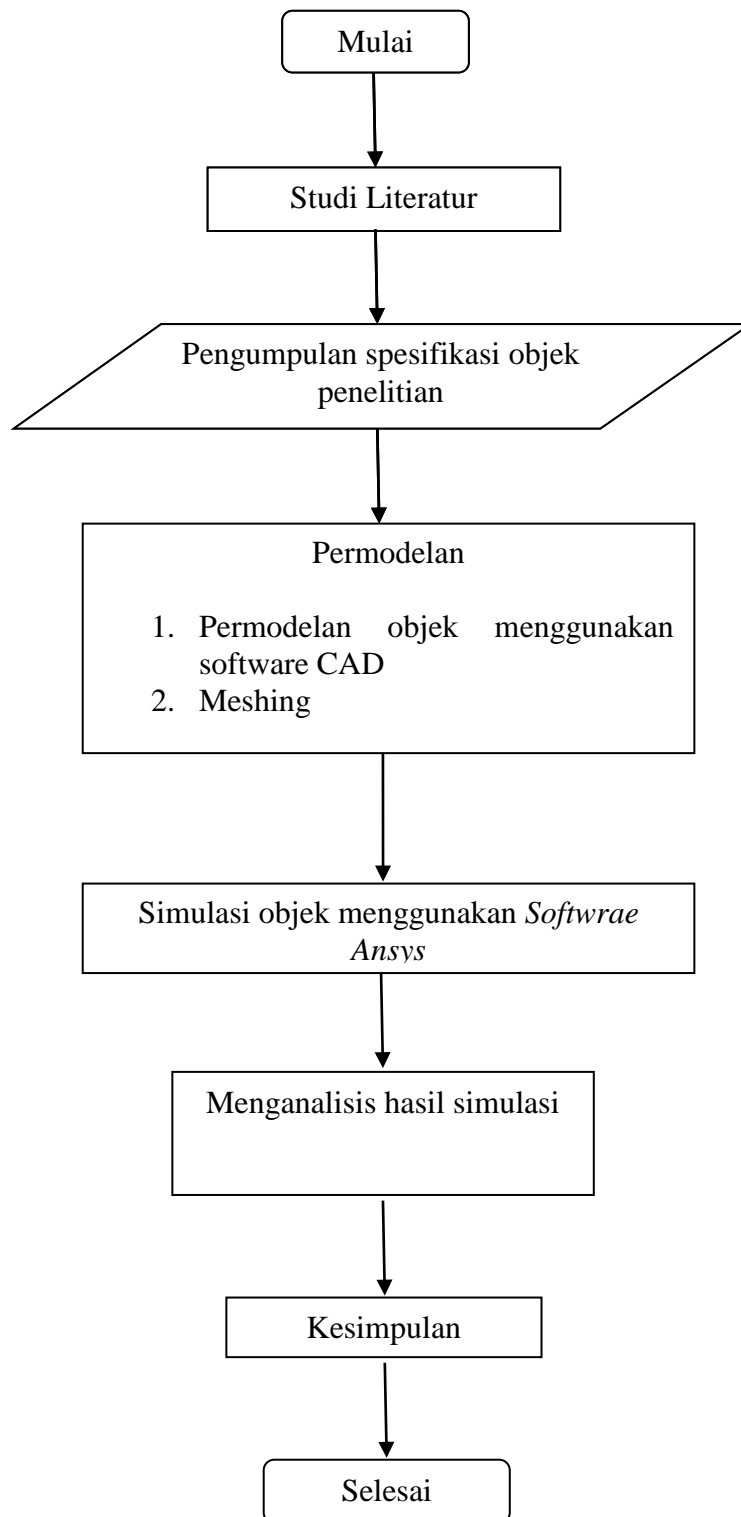 Mulai
Studi Literatur
Pengumpulan spesifikasi objek
penelitian
Permodelan
1. Permodelan objek menggunakan
software CAD
2. Meshing
Simulasi objek menggunakan Softwrae
Ansys
Menganalisis hasil simulasi
Kesimpulan
Selesai